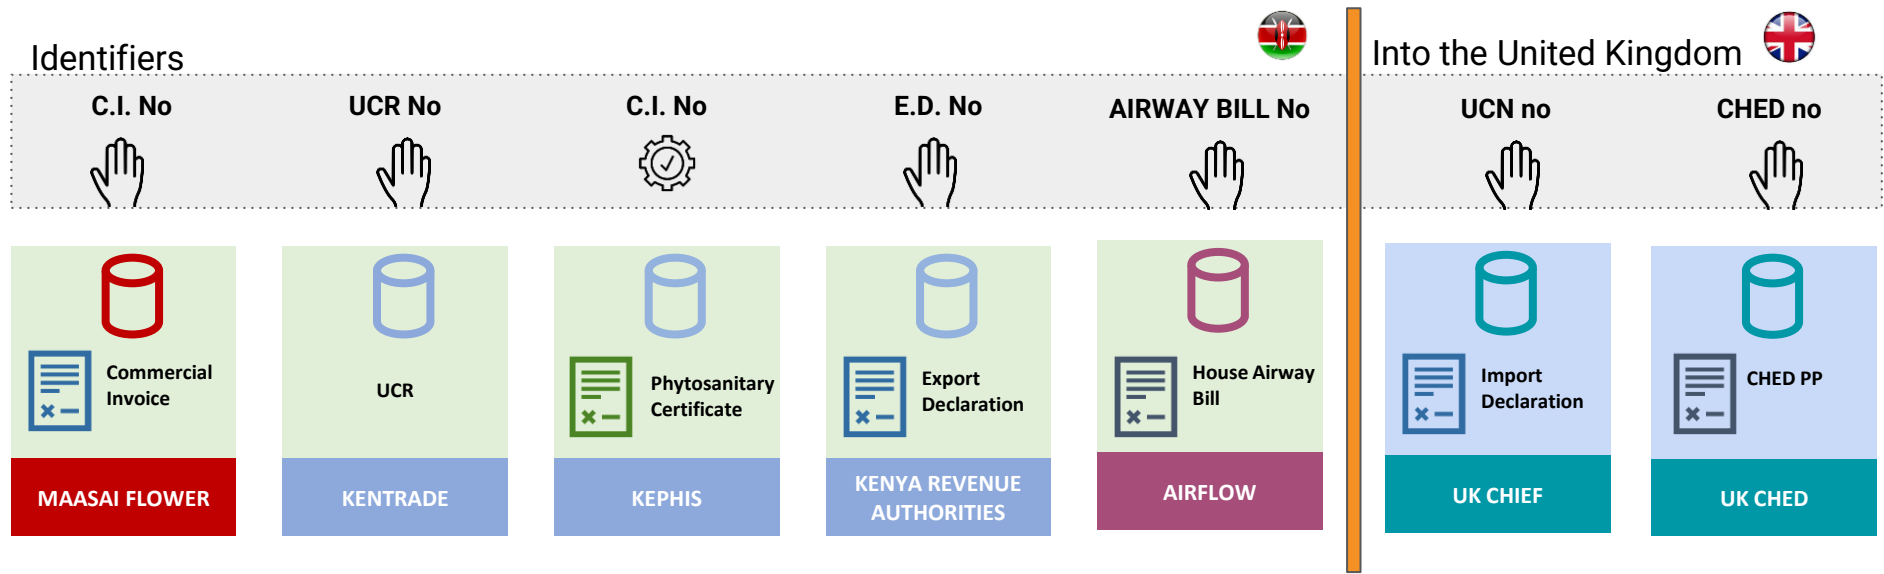 Identifiers
Into the United Kingdom
C.I. No
UCR No
C.I. No
E.D. No
AIRWAY BILL No
UCN no
CHED no
Commercial
Invoice
UCR
Phytosanitary
Certificate
Export
Declaration
House Airway
Bill
Import
Declaration
CHED PP
MAASAI FLOWER
KENTRADE
KEPHIS
KENYA REVENUE
AUTHORITIES
AIRFLOW
UK CHIEF
UK CHED